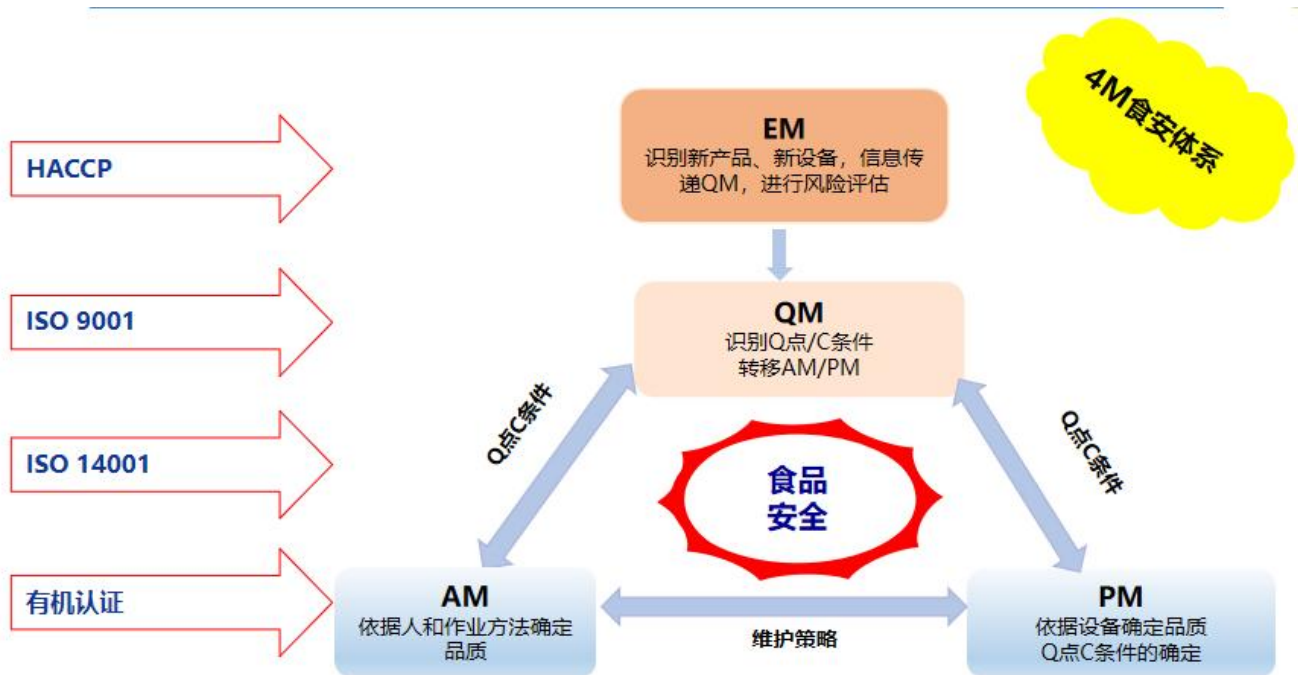 4M食安体系
HACCP
ISO 9001
ISO 14001
有机认证
EM
识别新产品、新设备，信息传
递QM，进行风险评估
QM
识别Q点/C条件
转移AM/PM
Q点C条件
Q点C条件
食品
安全
AM
依据人和作业方法确定
品质
维护策略
PM
依据设备确定品质
Q点C条件的确定